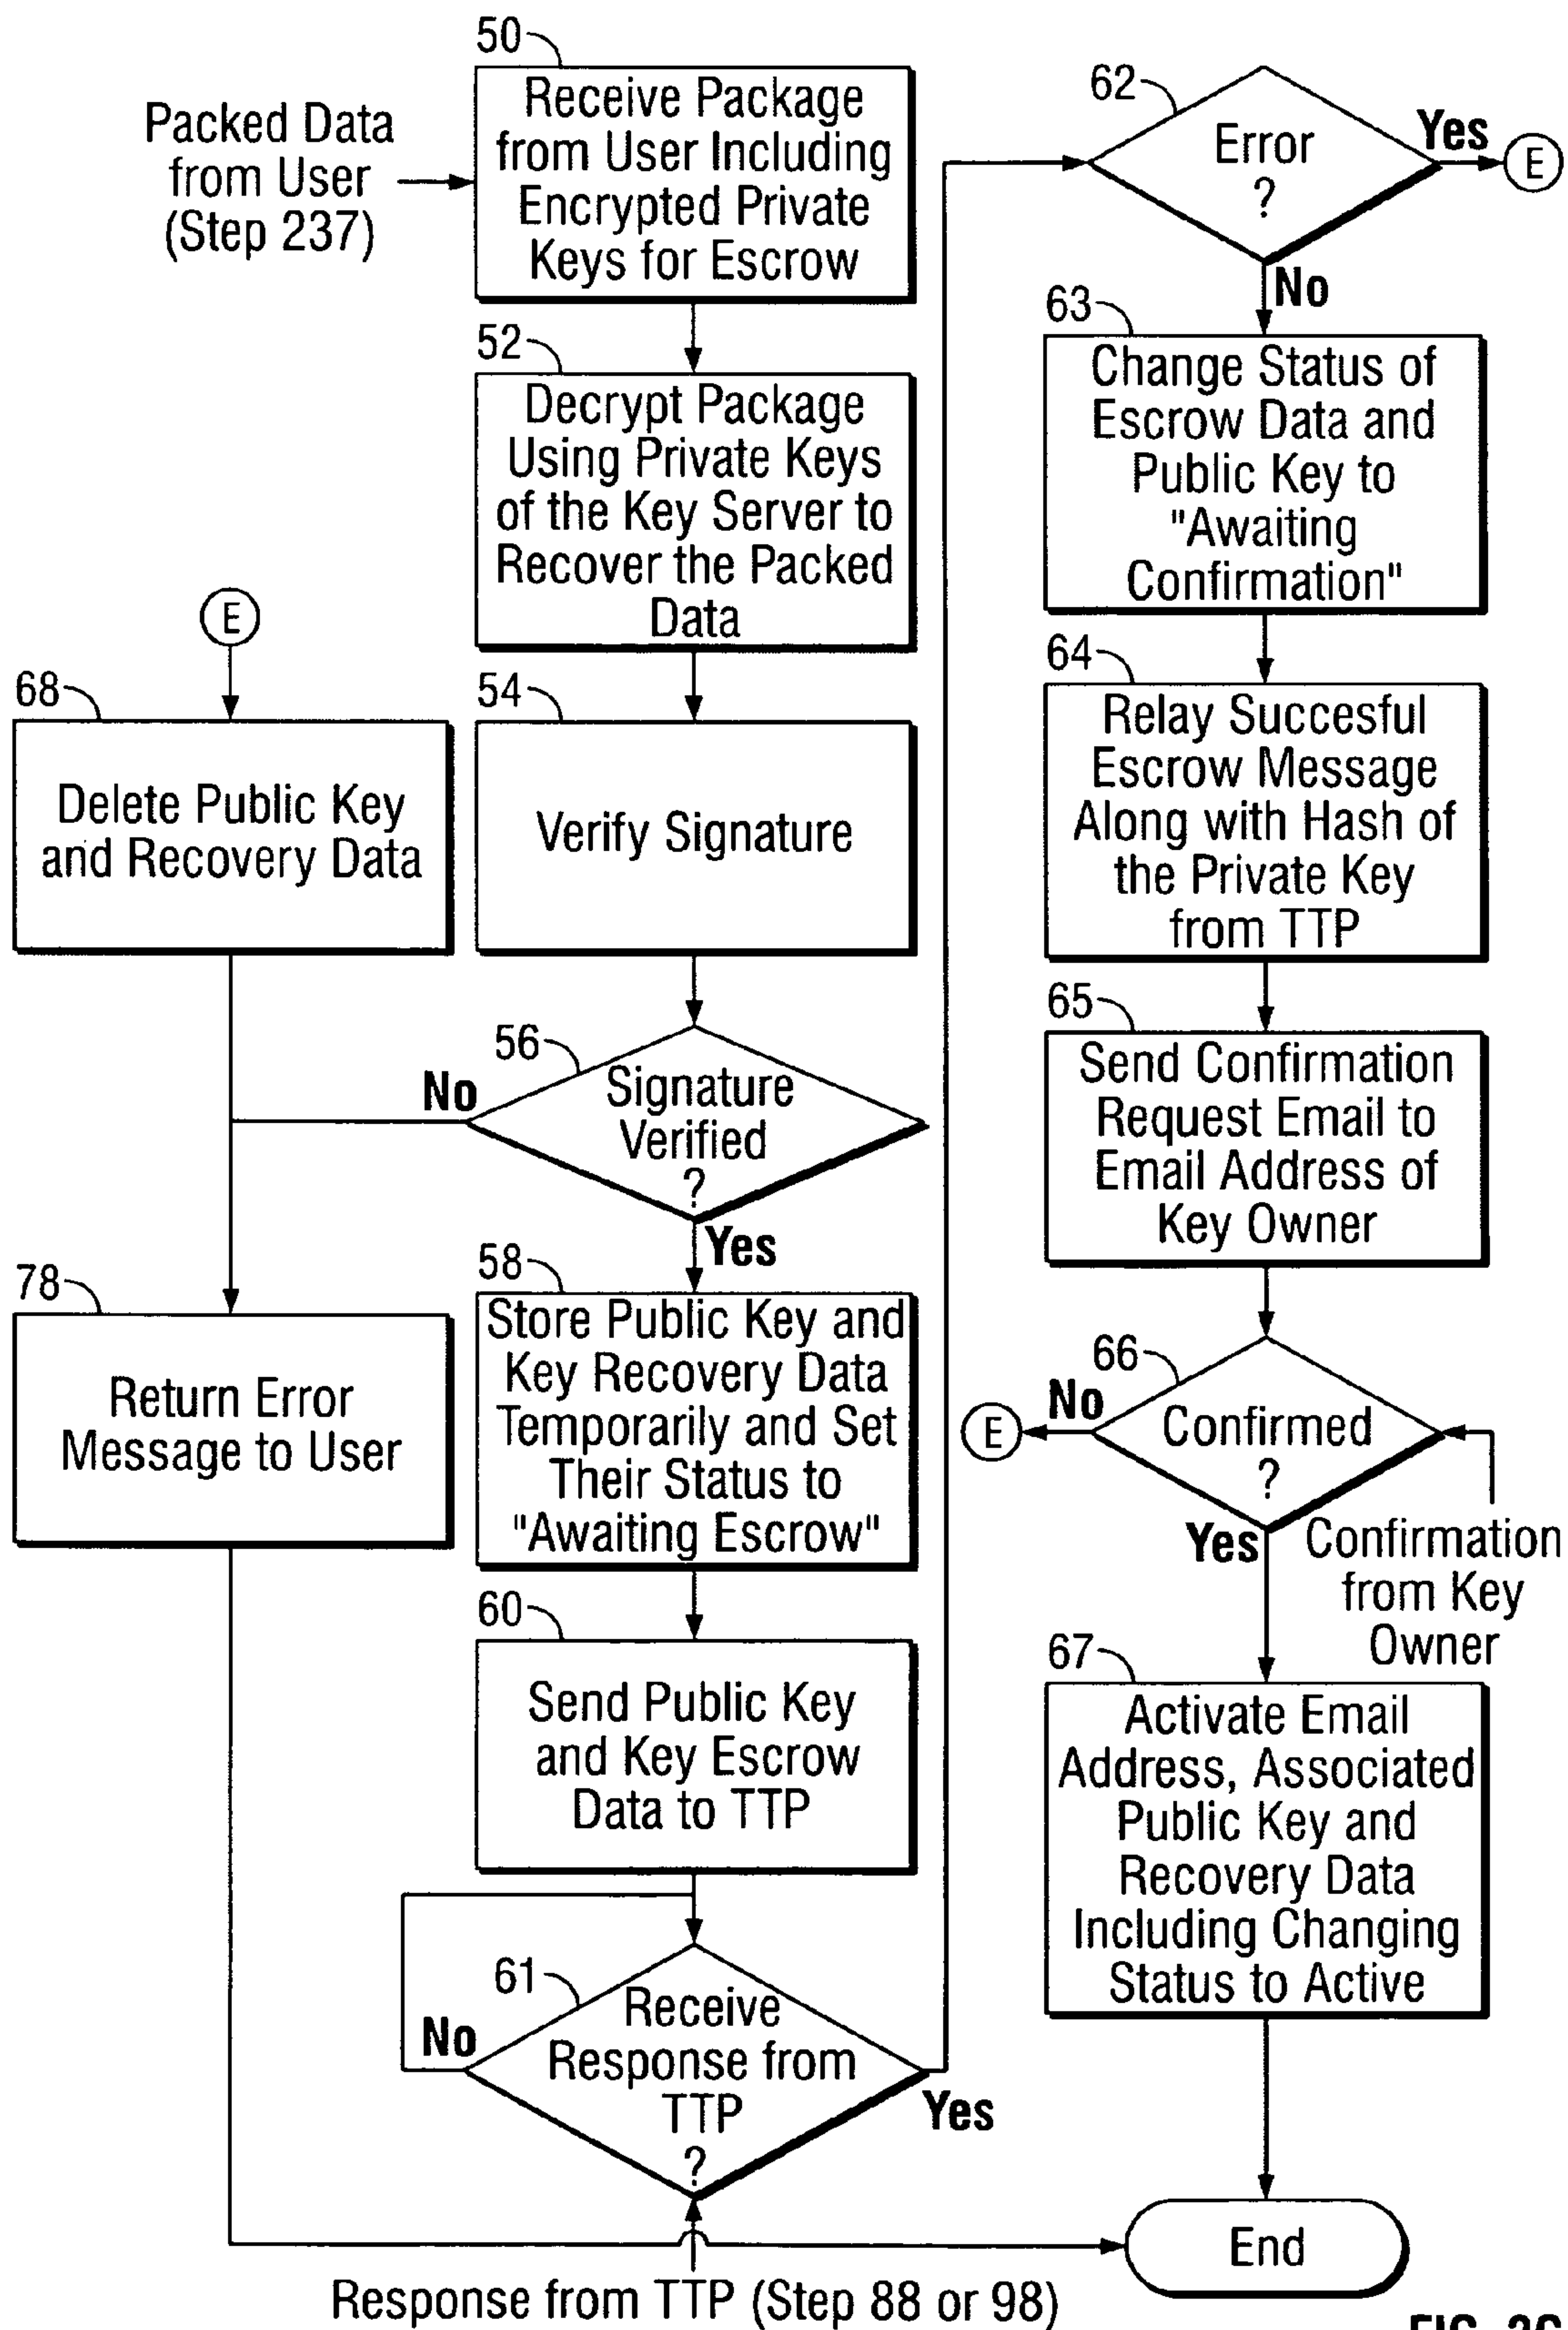 50
Packed Data
from User
(Step 237)
Receive Package
from User Including
Encrypted Private
Keys for Escrow
52
Decrypt Package
Using Private Keys
of the Key Server to
Recover the Packed
Data
E
68
Delete Public Key
and Recovery Data
54
Verify Signature
56
Signature
Verified
?
No
Yes
78
Return Error
Message to User
58
Store Public Key and
Key Recovery Data
Temporarily and Set
Their Status to
"Awaiting Escrow"
60
Send Public Key
and Key Escrow
Data to TTP
61
Receive
Response from
TTP
?
No
Yes
Response from TTP (Step 88 or 98)
62
Error
?
Yes
E
No
63
Change Status of
Escrow Data and
Public Key to
"Awaiting
Confirmation"
64
Relay Succesful
Escrow Message
Along with Hash of
the Private Key
from TTP
65
Send Confirmation
Request Email to
Email Address of
Key Owner
66
Confirmed
?
No
E
Yes
Confirmation
from Key
Owner
67
Activate Email
Address, Associated
Public Key and
Recovery Data
Including Changing
Status to Active
End